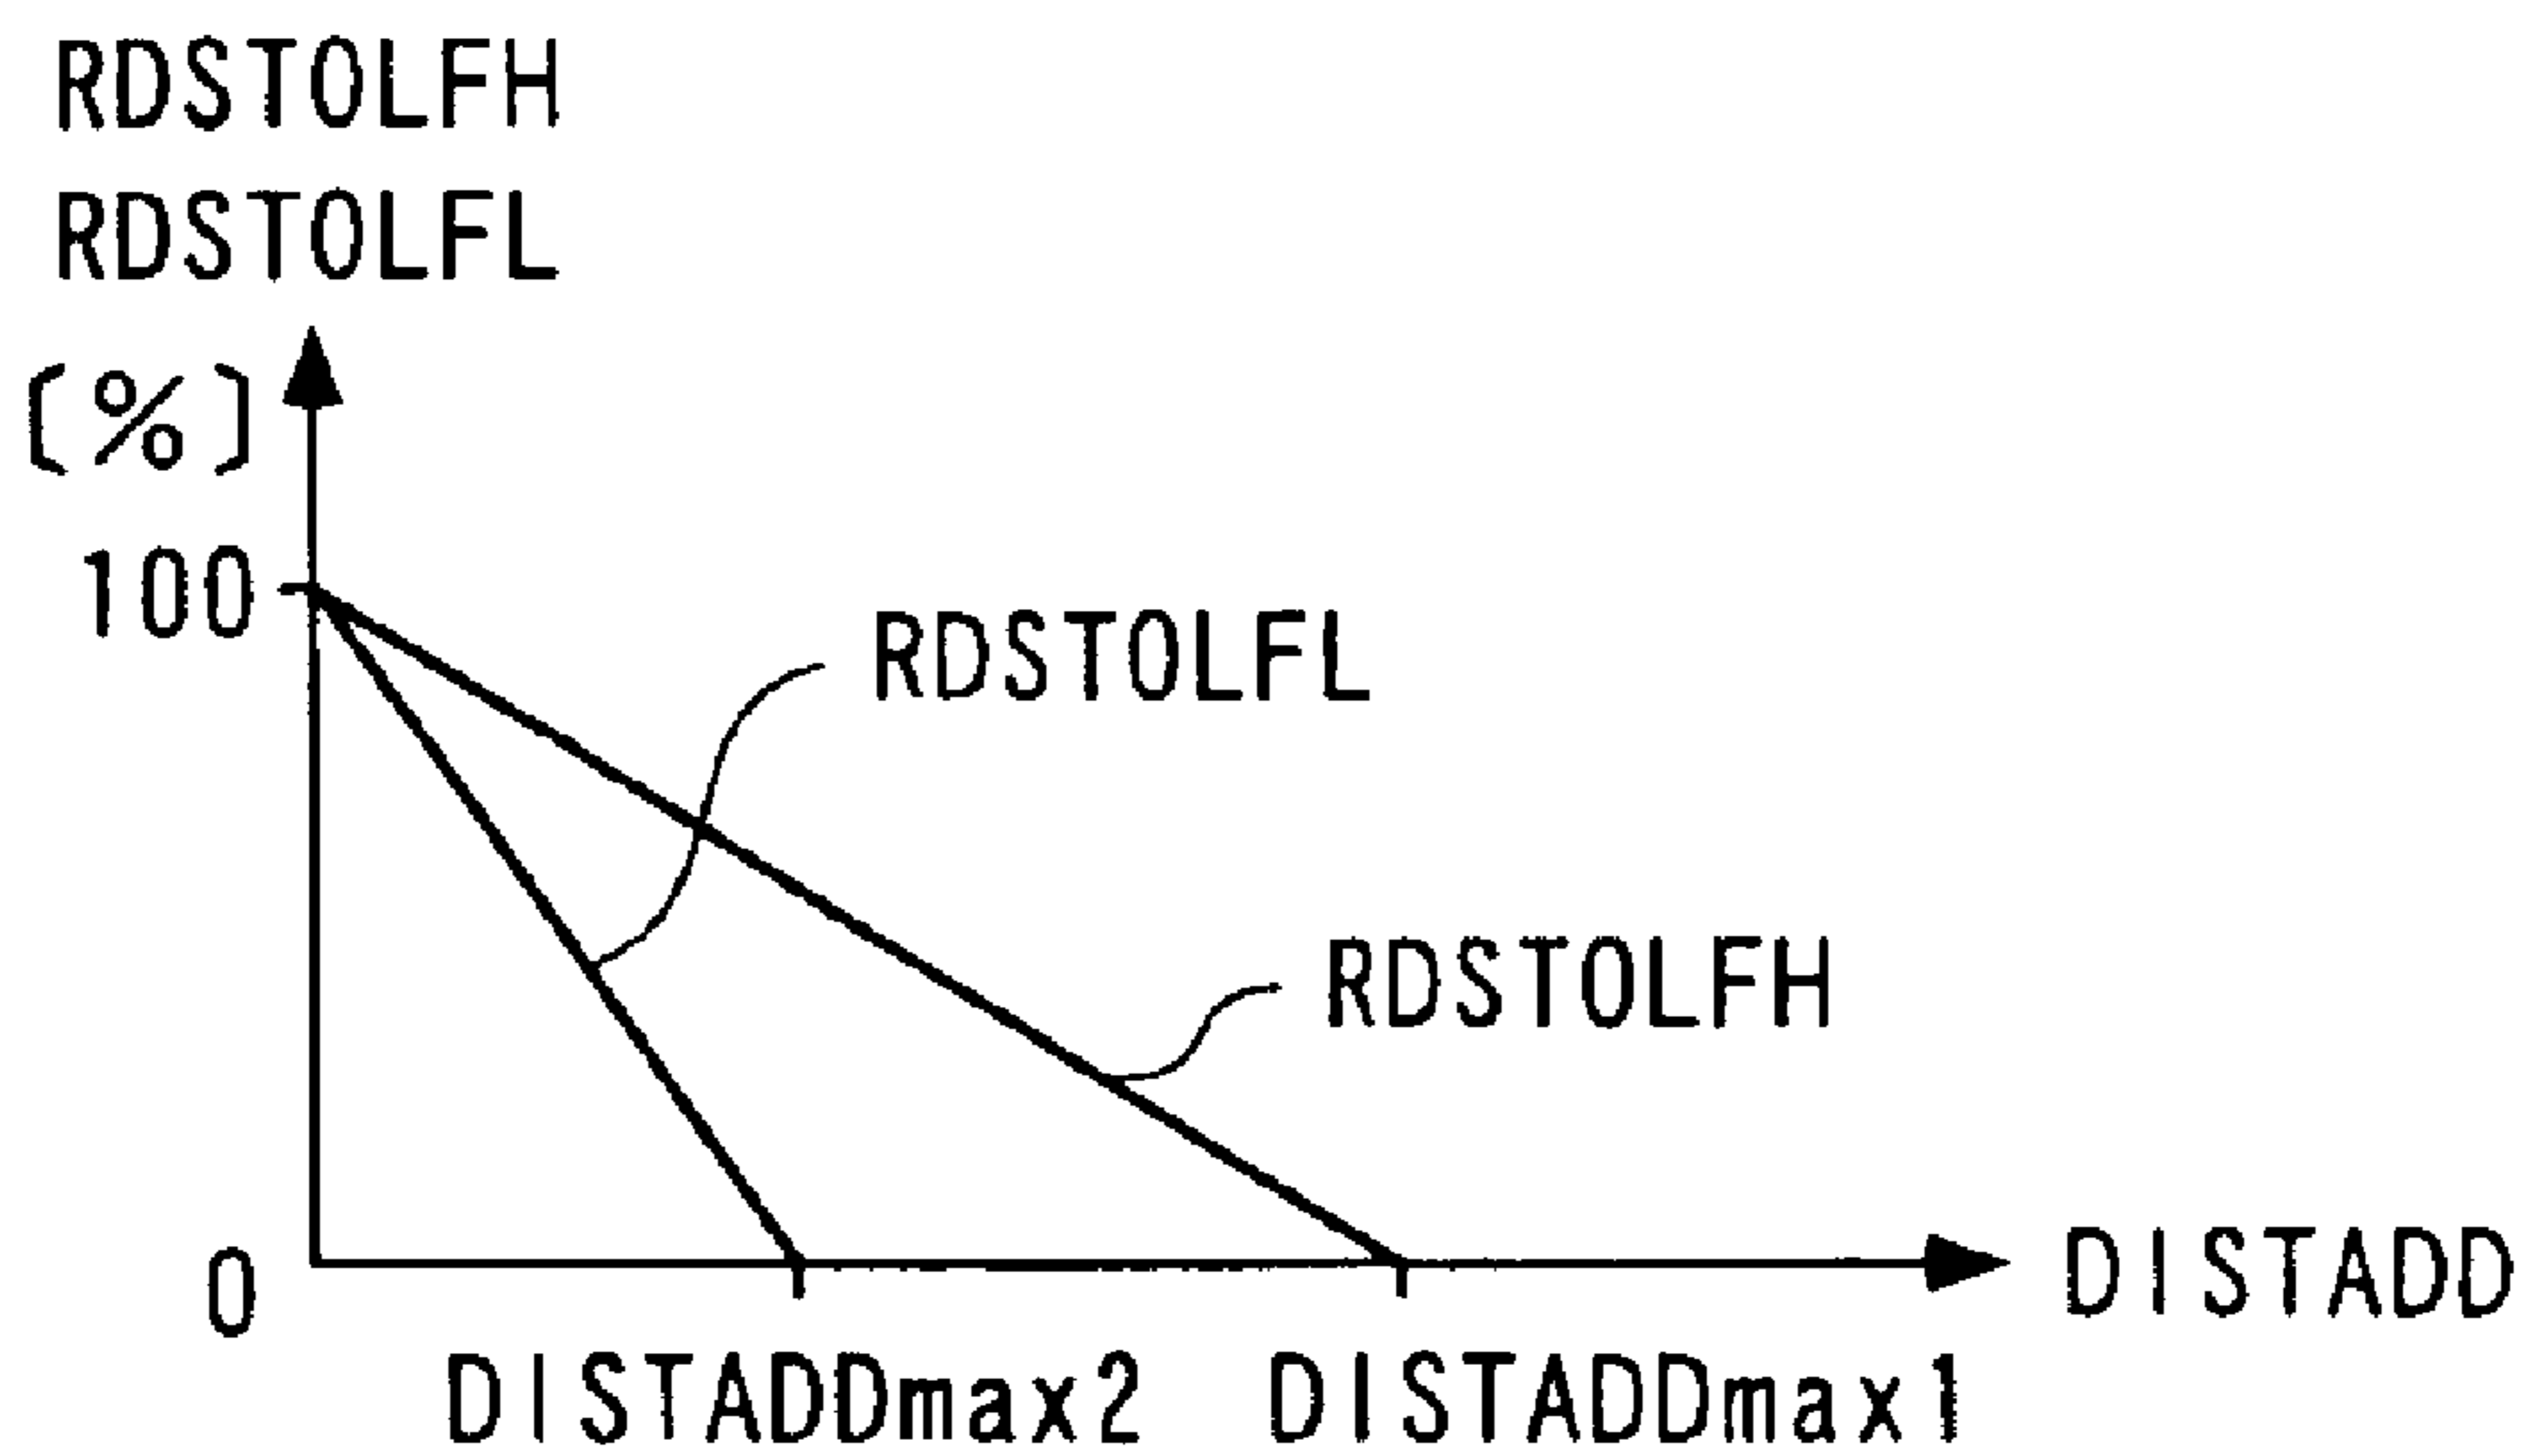 RDSTOLFH
RDSTOLFL
(%)
100
RDSTOLFL
RDSTOLFH
0
DISTADD
DISTADDmax2
DISTADDmax1